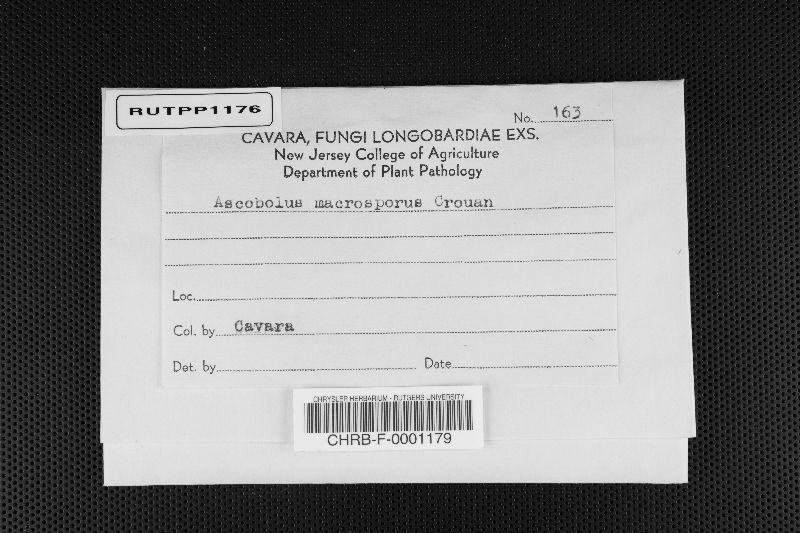 RUTPP1176
No. 163
CAVARA, FUNGI LONGOBARDIAE EXS.
New Jersey College of Agriculture
Department of Plant Pathology
Ascobolus macrosporus Crouan
Loc.
Col. by Cavara
Det. by Date
CHRYSLER HERBARIUM - RUTGERS UNIVERSITY
CHRB-F-0001179